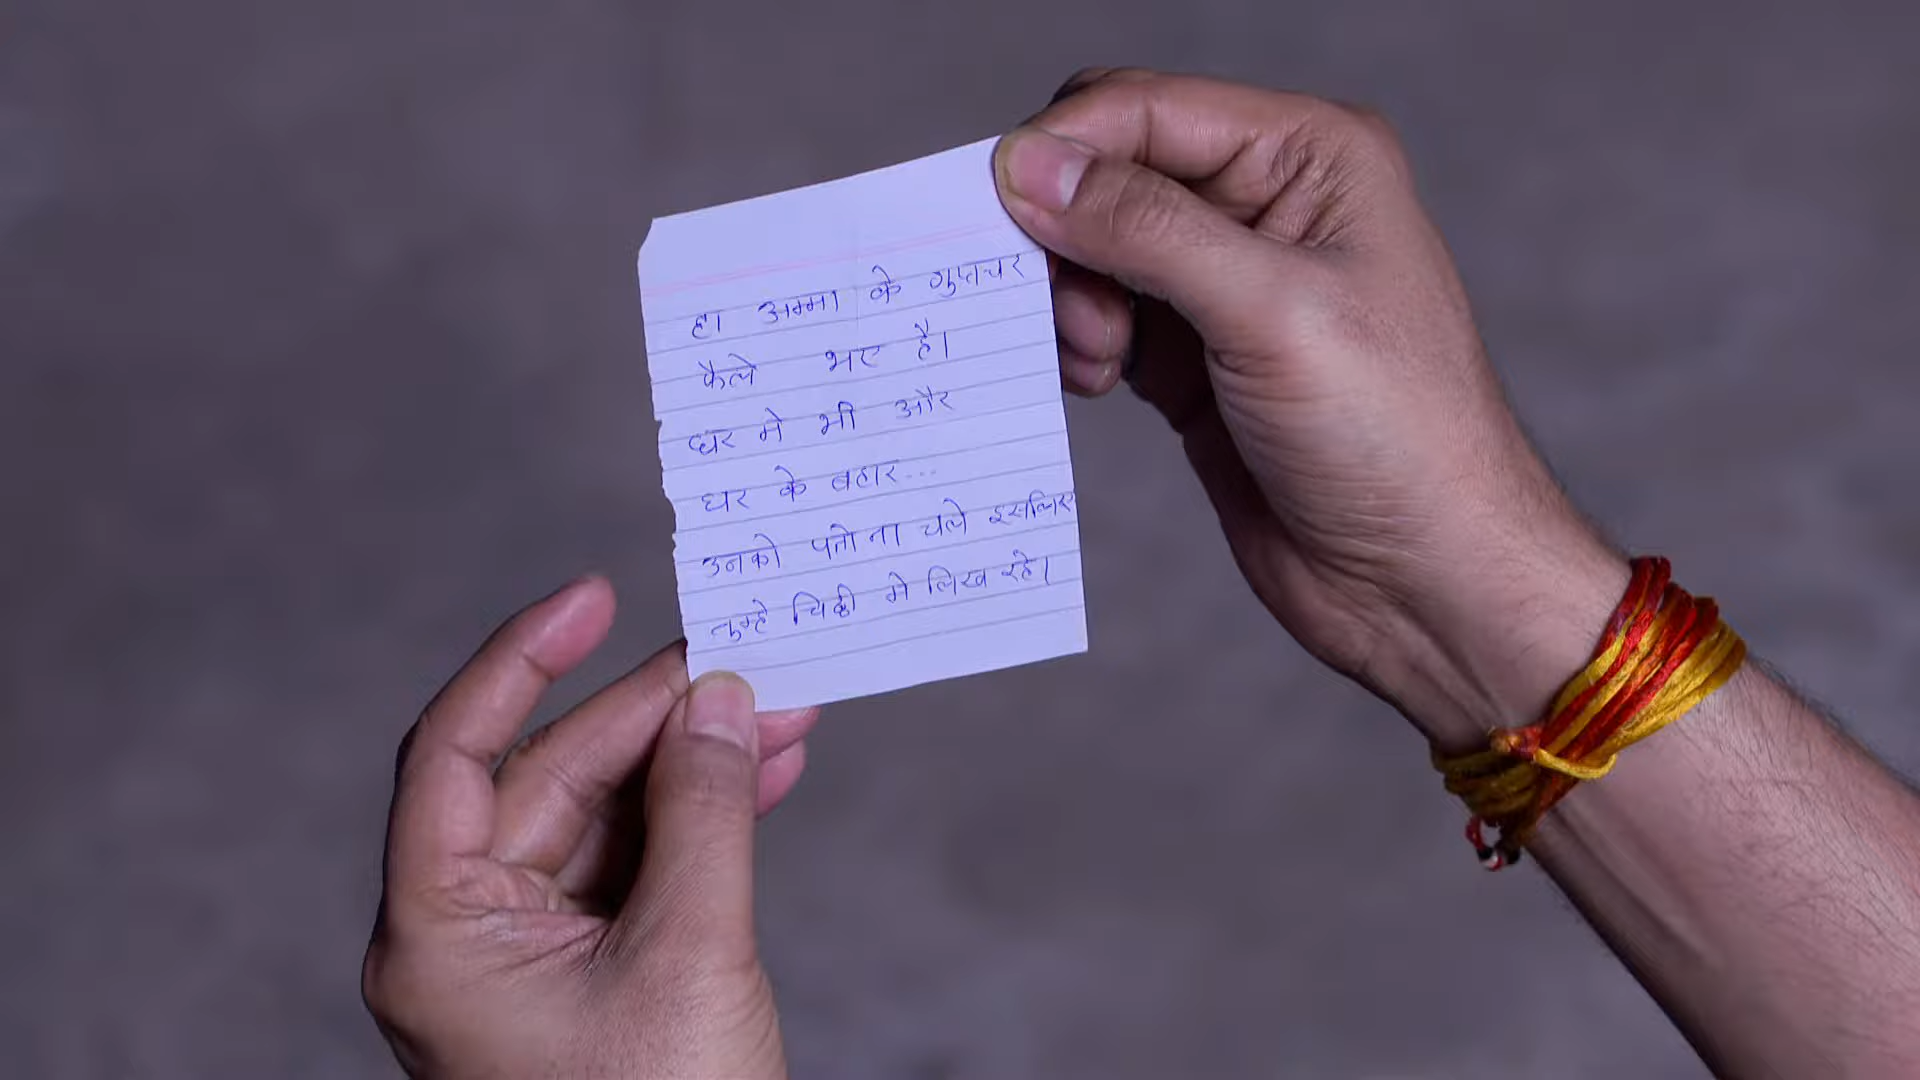 हा अम्मा के गुप्तचर
फैले भए है।
घर मे भी और
घर के बहार...
उनको पतो ना चले इसलिए
तुम्हे चिठ्ठी मे लिख रहे।